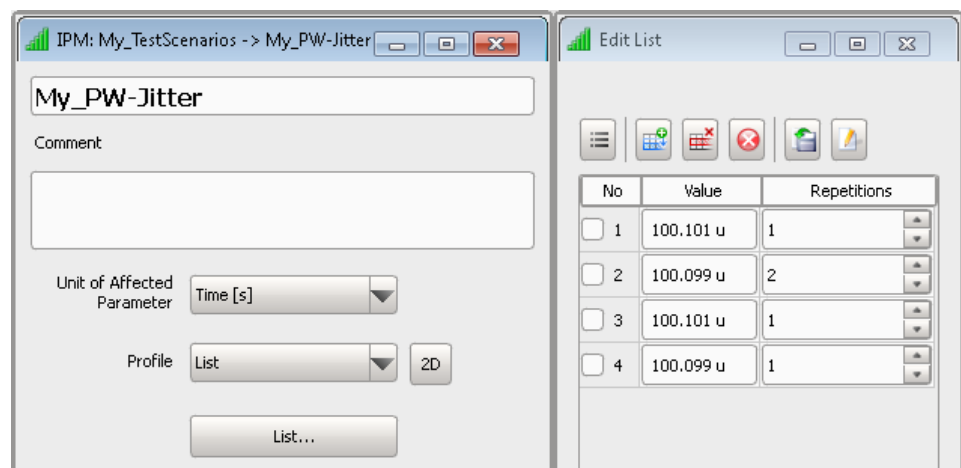 IPM: My_TestScenarios -> My_PW-Jitter
My_PW-Jitter
Comment
Unit of Affected
Parameter
Time [s]
Profile
List
2D
List...
Edit List
No Value Repetitions
1 100.101 u 1
2 100.099 u 2
3 100.101 u 1
4 100.099 u 1